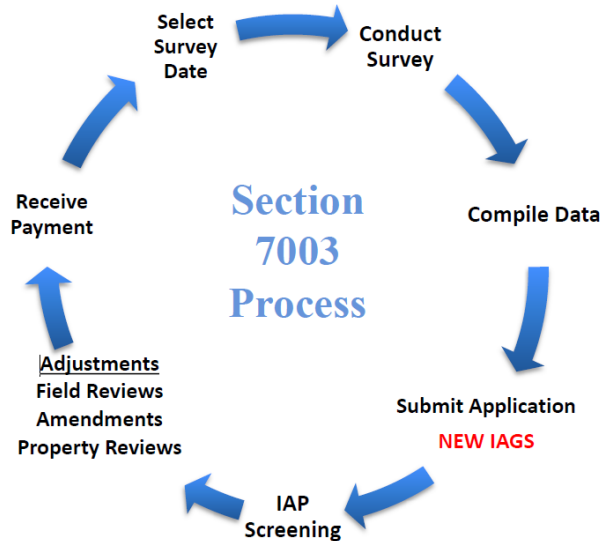 Select
Survey
Date
Conduct
Survey
Compile Data
Submit Application
NEW IAGS
IAP
Screening
Adjustments
Field Reviews
Amendments
Property Reviews
Receive
Payment
Section
7003
Process